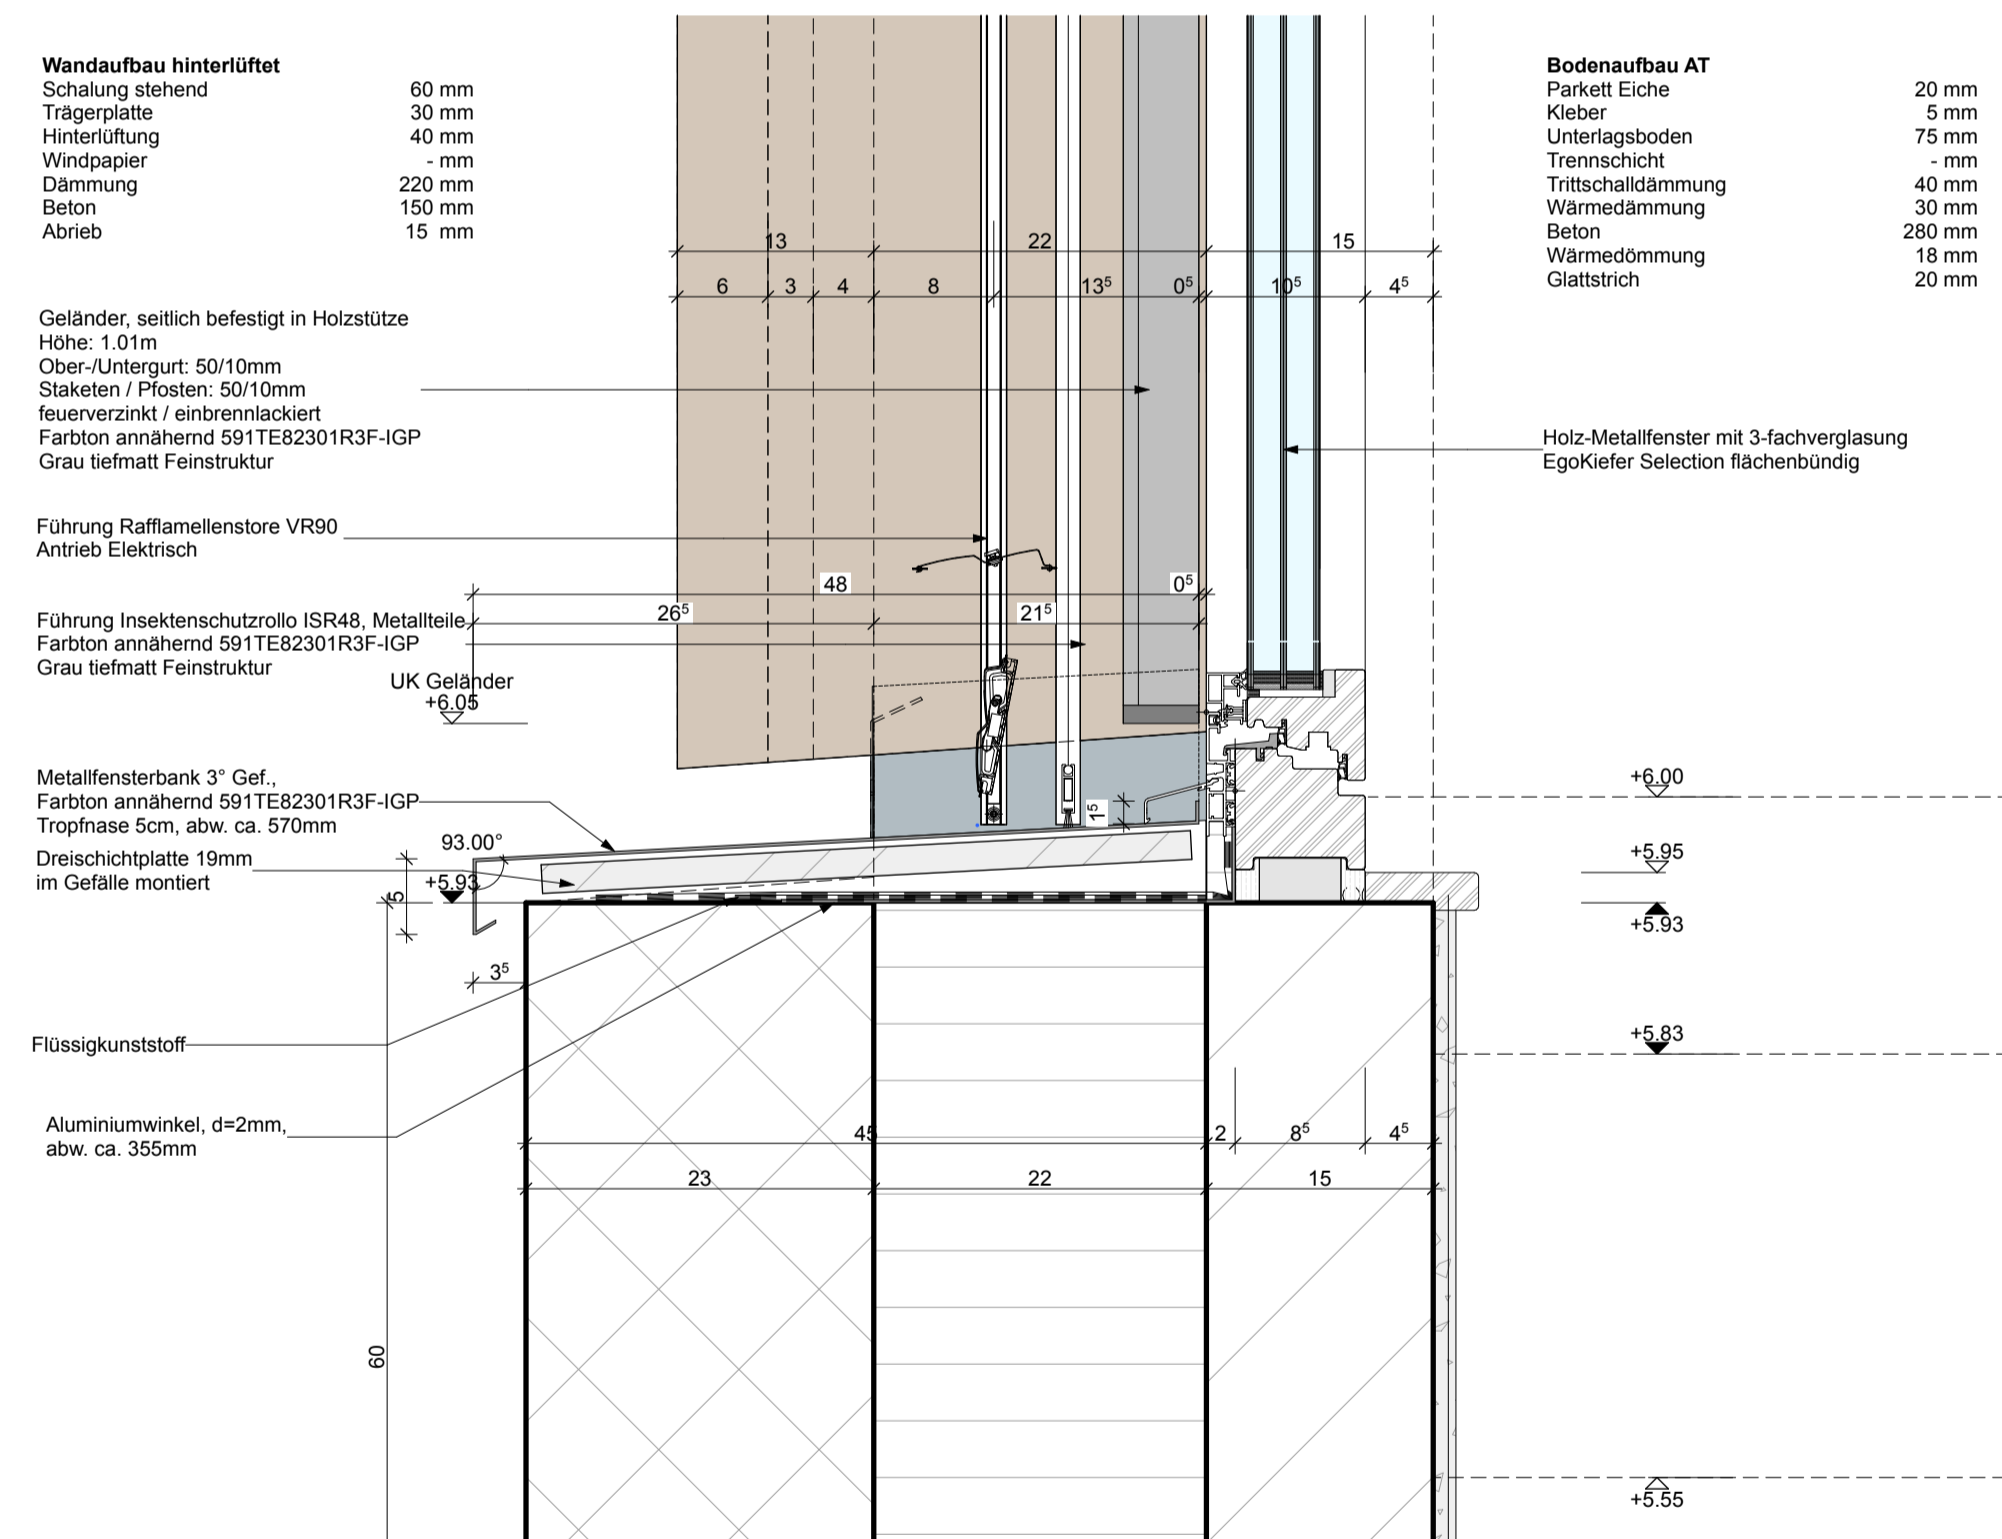 Wandaufbau hinterlüftet
Schalung stehend 60 mm
Trägerplatte 30 mm
Hinterlüftung 40 mm
Windpapier - mm
Dämmung 220 mm
Beton 150 mm
Abrieb 15 mm
Bodenaufbau AT
Parkett Eiche 20 mm
Kleber 5 mm
Unterlagsboden 75 mm
Trennschicht - mm
Trittschalldämmung 40 mm
Wärmedämmung 30 mm
Beton 280 mm
Wärmedömmung 18 mm
Glattstrich 20 mm
13 22 15
6 3 4 8 13⁵ 0⁵ 10⁵ 4⁵
Geländer, seitlich befestigt in Holzstütze
Höhe: 1.01m
Ober-/Untergurt: 50/10mm
Staketen / Pfosten: 50/10mm
feuerverzinkt / einbrennlackiert
Farbton annähernd 591TE82301R3F-IGP
Grau tiefmatt Feinstruktur
Holz-Metallfenster mit 3-fachverglasung
EgoKiefer Selection flächenbündig
Führung Rafflamellenstore VR90
Antrieb Elektrisch
48 0⁵
26⁵ 21⁵
Führung Insektenschutzrollo ISR48, Metallteile
Farbton annähernd 591TE82301R3F-IGP
Grau tiefmatt Feinstruktur
UK Geländer
+6.05
Metallfensterbank 3° Gef.,
Farbton annähernd 591TE82301R3F-IGP
Tropfnase 5cm, abw. ca. 570mm
1⁵
+6.00
93.00°
Dreischichtplatte 19mm
im Gefälle montiert
+5.93
5
+5.95
+5.93
3⁵
Flüssigkunststoff
+5.83
Aluminiumwinkel, d=2mm,
abw. ca. 355mm
45 2 8⁵ 4⁵
23 22 15
60
+5.55